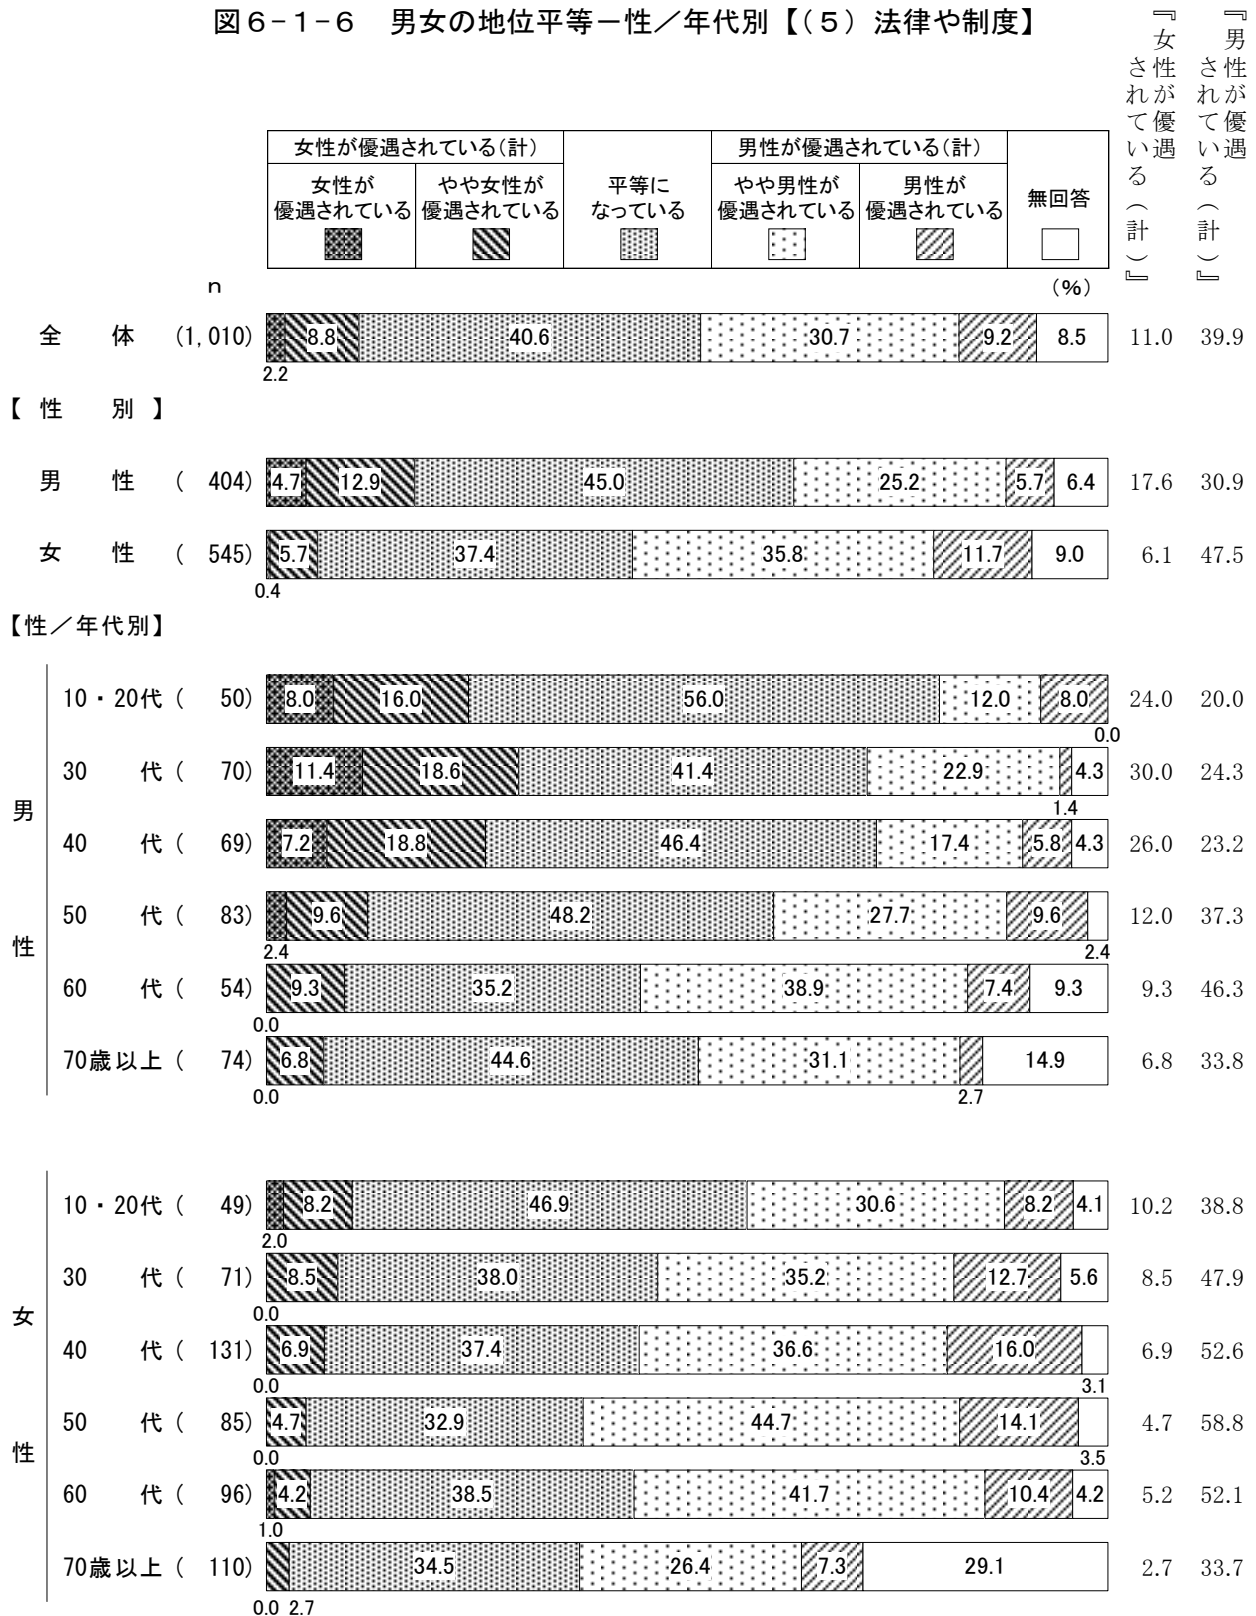 図6-1-6 男女の地位平等－性／年代別【(5) 法律や制度】
『女性が優遇されている（計）』
『男性が優遇されている（計）』
女性が優遇されている(計) 男性が優遇されている(計)
女性が優遇されている やや女性が優遇されている 平等になっている やや男性が優遇されている 男性が優遇されている 無回答
n (%)
全体 (1,010) 8.8 40.6 30.7 9.2 8.5 11.0 39.9
2.2
【性別】
男性 (404) 4.7 12.9 45.0 25.2 5.7 6.4 17.6 30.9
女性 (545) 5.7 37.4 35.8 11.7 9.0 6.1 47.5
0.4
【性／年代別】
男性
10・20代 (50) 8.0 16.0 56.0 12.0 8.0 24.0 20.0
0.0
30代 (70) 11.4 18.6 41.4 22.9 4.3 30.0 24.3
1.4
40代 (69) 7.2 18.8 46.4 17.4 5.8 4.3 26.0 23.2
50代 (83) 9.6 48.2 27.7 9.6 12.0 37.3
2.4 2.4
60代 (54) 9.3 35.2 38.9 7.4 9.3 9.3 46.3
0.0
70歳以上 (74) 6.8 44.6 31.1 14.9 6.8 33.8
0.0 2.7
女性
10・20代 (49) 8.2 46.9 30.6 8.2 4.1 10.2 38.8
2.0
30代 (71) 8.5 38.0 35.2 12.7 5.6 8.5 47.9
0.0
40代 (131) 6.9 37.4 36.6 16.0 6.9 52.6
0.0 3.1
50代 (85) 4.7 32.9 44.7 14.1 4.7 58.8
0.0 3.5
60代 (96) 4.2 38.5 41.7 10.4 4.2 5.2 52.1
1.0
70歳以上 (110) 34.5 26.4 7.3 29.1 2.7 33.7
0.0 2.7